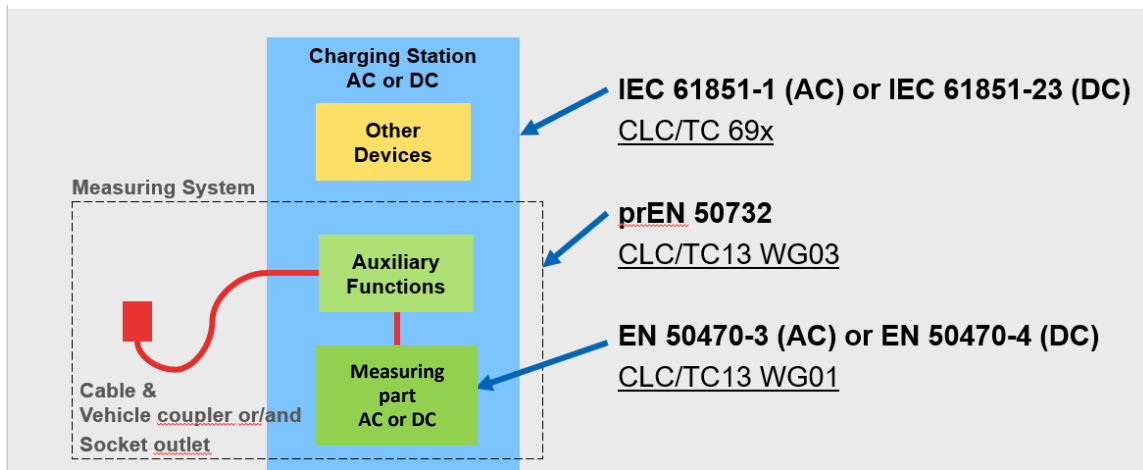 Charging Station
AC or DC
Other
Devices
IEC 61851-1 (AC) or IEC 61851-23 (DC)
CLC/TC 69x
Measuring System
prEN 50732
CLC/TC13 WG03
Auxiliary
Functions
EN 50470-3 (AC) or EN 50470-4 (DC)
CLC/TC13 WG01
Measuring
part
AC or DC
Cable &
Vehicle coupler or/and
Socket outlet